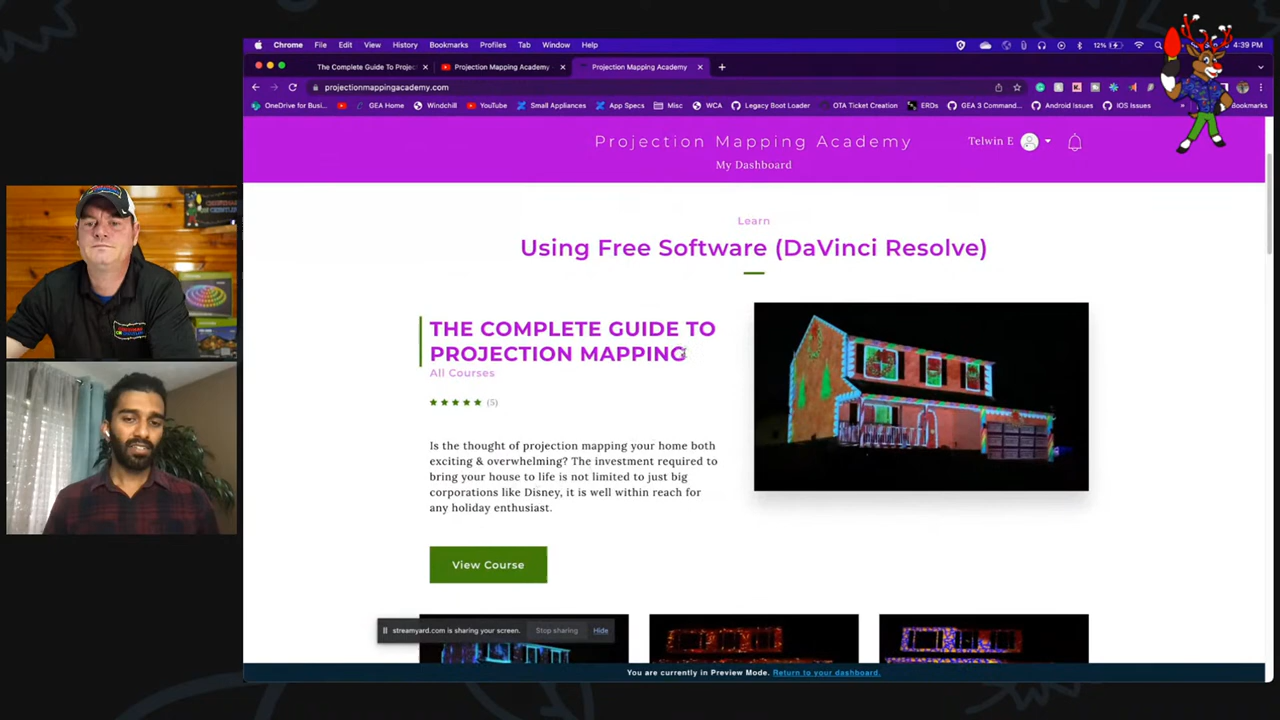 Chrome File Edit View History Bookmarks Profiles Tab Window Help
12%
4:39 PM
The Complete Guide To Projec
Projection Mapping Academy -
Projection Mapping Academy
projectionmappingacademy.com
OneDrive for Busi...
GEA Home
Windchill
YouTube
Small Appliances
App Specs
Misc
WCA
Legacy Boot Loader
OTA Ticket Creation
ERDs
GEA 3 Command...
Android Issues
IOS Issues
Bookmarks
Projection Mapping Academy
Telwin E
My Dashboard
Learn
Using Free Software (DaVinci Resolve)
THE COMPLETE GUIDE TO
PROJECTION MAPPING
All Courses
(5)
Is the thought of projection mapping your home both
exciting & overwhelming? The investment required to
bring your house to life is not limited to just big
corporations like Disney, it is well within reach for
any holiday enthusiast.
View Course
streamyard.com is sharing your screen.
Stop sharing
Hide
You are currently in Preview Mode. Return to your dashboard.